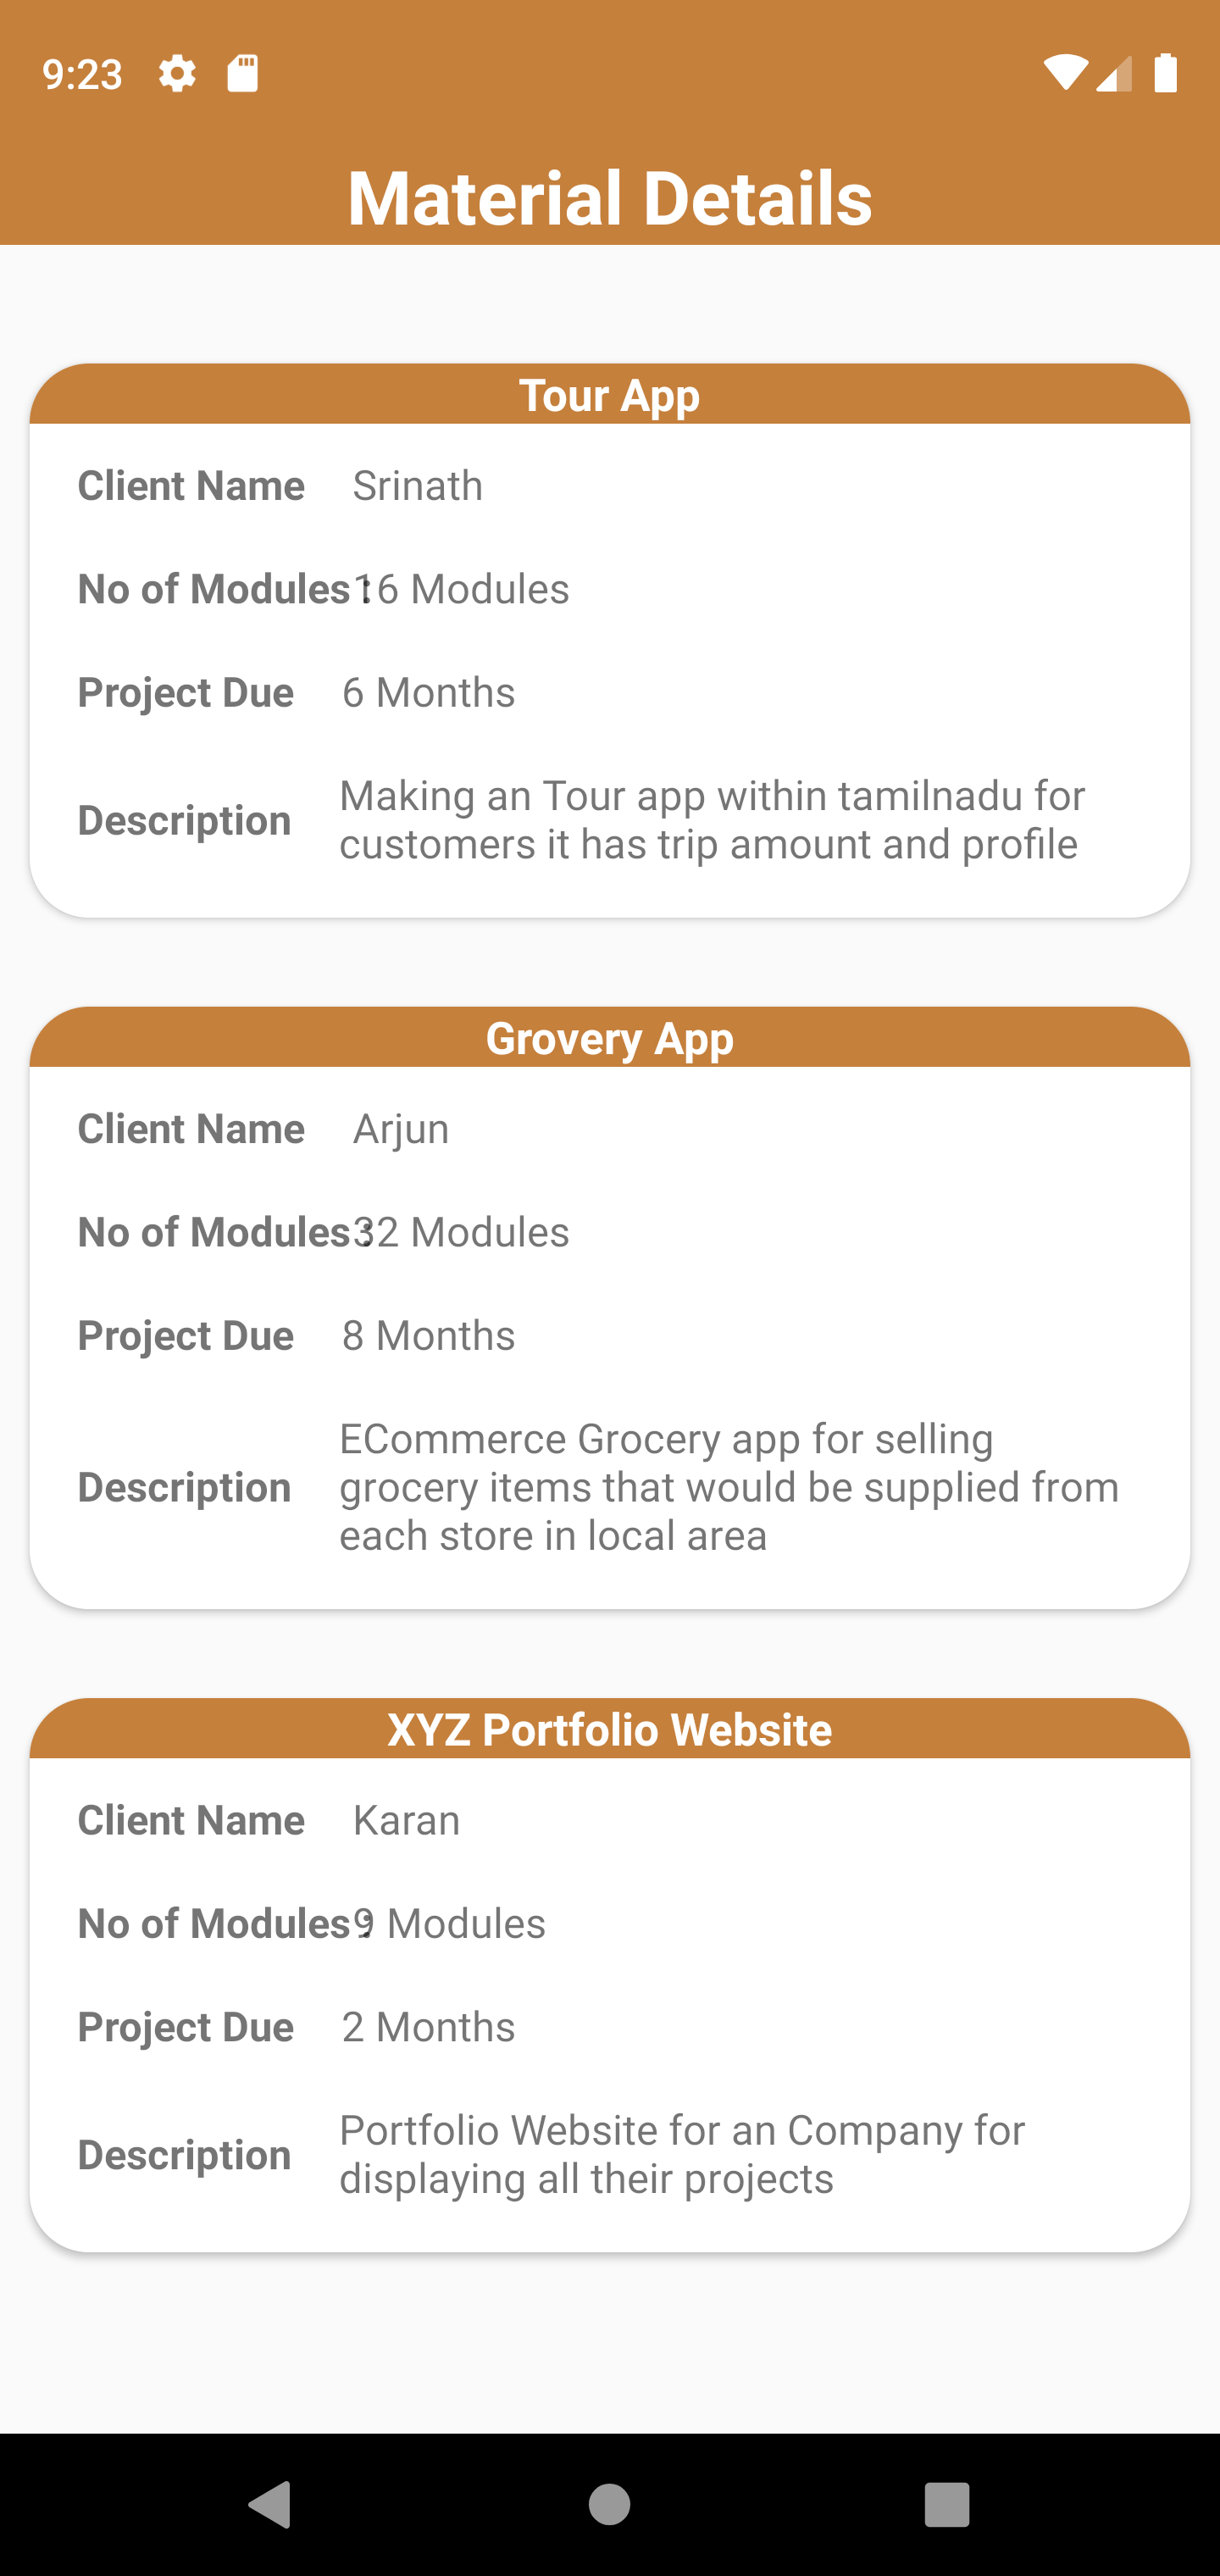 9:23
Material Details
Tour App
Client Name Srinath
No of Modules : 16 Modules
Project Due 6 Months
Description Making an Tour app within tamilnadu for
customers it has trip amount and profile
Grovery App
Client Name Arjun
No of Modules : 32 Modules
Project Due 8 Months
Description ECommerce Grocery app for selling
grocery items that would be supplied from
each store in local area
XYZ Portfolio Website
Client Name Karan
No of Modules : 9 Modules
Project Due 2 Months
Description Portfolio Website for an Company for
displaying all their projects